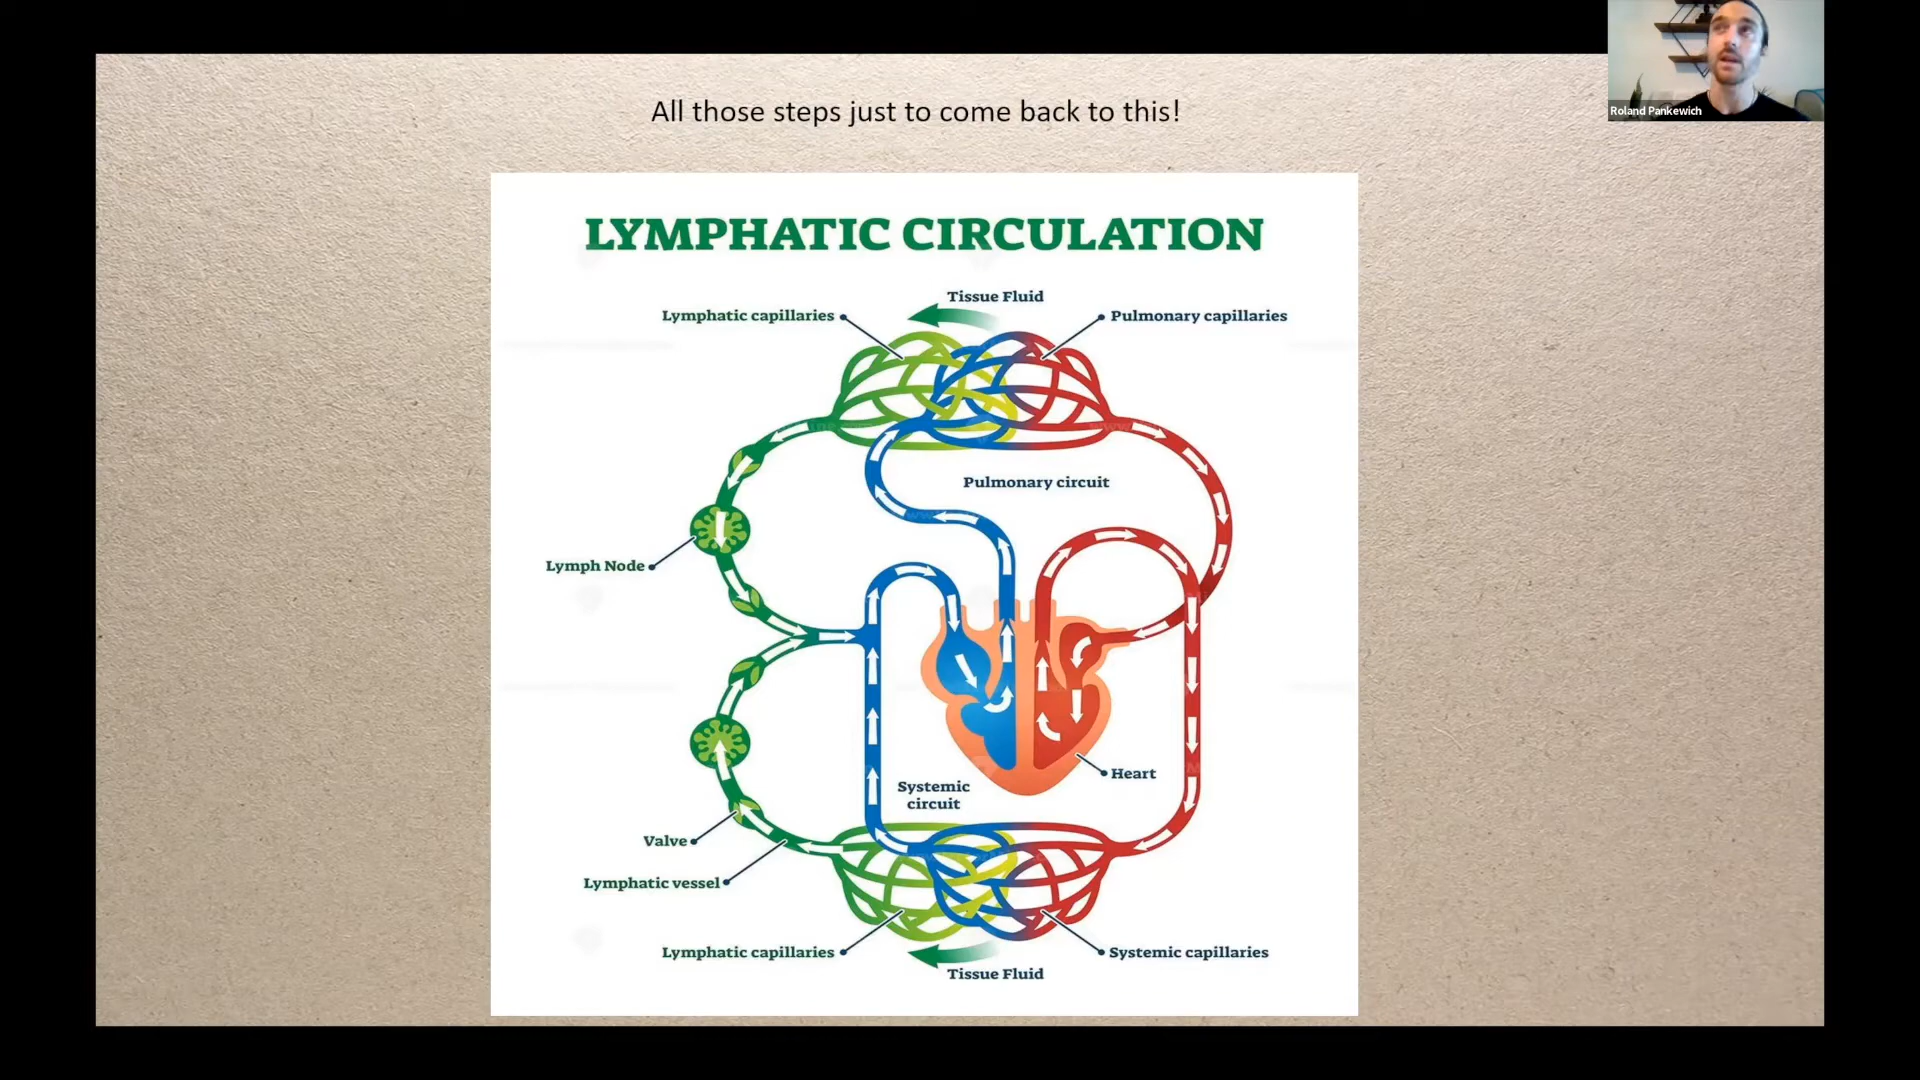 All those steps just to come back to this!
Roland Pankewich
LYMPHATIC CIRCULATION
Tissue Fluid
Lymphatic capillaries
Pulmonary capillaries
Pulmonary circuit
Lymph Node
Heart
Systemic
circuit
Valve
Lymphatic vessel
Lymphatic capillaries
Systemic capillaries
Tissue Fluid